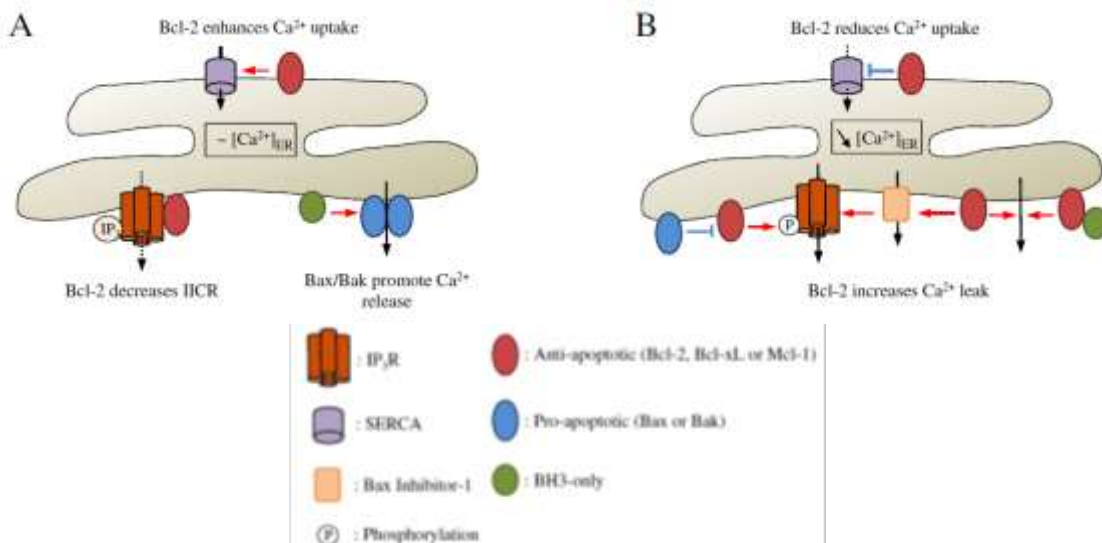 A
Bcl-2 enhances Ca²⁺ uptake
~ [Ca²⁺]ER
IP
Bcl-2 decreases IICR
Bax/Bak promote Ca²⁺
release
B
Bcl-2 reduces Ca²⁺ uptake
[Ca²⁺]ER
P
Bcl-2 increases Ca²⁺ leak
: IP₃R
: SERCA
: Bax Inhibitor-1
P : Phosphorylation
: Anti-apoptotic (Bcl-2, Bcl-xL or Mcl-1)
: Pro-apoptotic (Bax or Bak)
: BH3-only